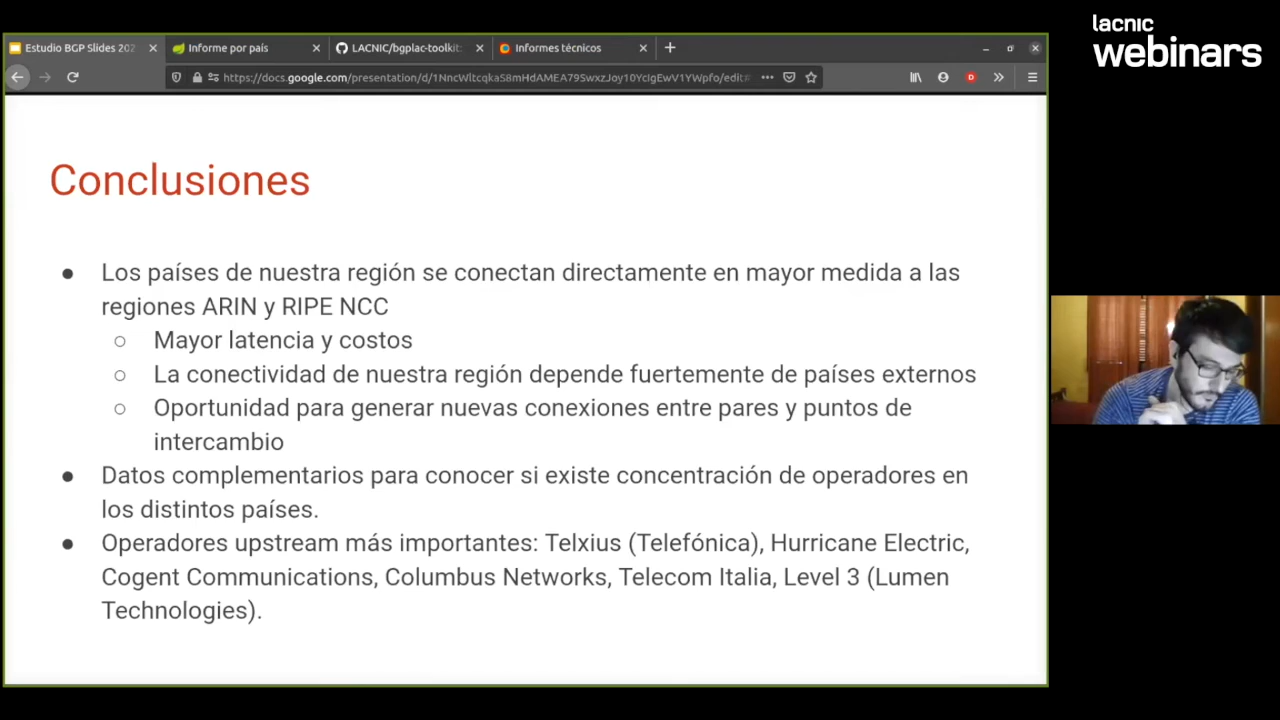 lacnic
webinars
Estudio BGP Slides 202
Informe por país
LACNIC/bgplac-toolkit:
Informes técnicos
https://docs.google.com/presentation/d/1NncWltcqkaS8mHdAMEA79SwxzJoy10YcIgEwV1YWpfo/edit#
Conclusiones
● Los países de nuestra región se conectan directamente en mayor medida a las
regiones ARIN y RIPE NCC
○ Mayor latencia y costos
○ La conectividad de nuestra región depende fuertemente de países externos
○ Oportunidad para generar nuevas conexiones entre pares y puntos de
intercambio
● Datos complementarios para conocer si existe concentración de operadores en
los distintos países.
● Operadores upstream más importantes: Telxius (Telefónica), Hurricane Electric,
Cogent Communications, Columbus Networks, Telecom Italia, Level 3 (Lumen
Technologies).